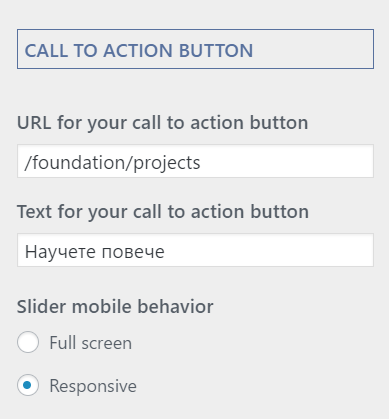 CALL TO ACTION BUTTON
URL for your call to action button
/foundation/projects
Text for your call to action button
Научете повече
Slider mobile behavior
Full screen
Responsive